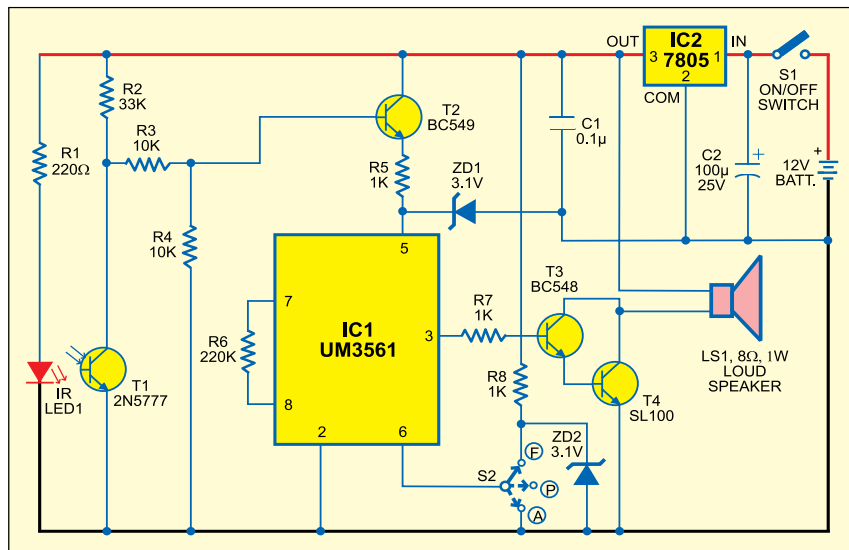 OUT
IC2
7805
IN
3
1
2
COM
S1
ON/OFF
SWITCH
R2
33K
T2
BC549
R3
10K
C1
0.1µ
R1
220Ω
R5
1K
ZD1
3.1V
C2
100µ
25V
+
12V
BATT.
+
R4
10K
5
T3
BC548
7
R6
220K
IC1
UM3561
3
R7
1K
8
R8
1K
LS1, 8Ω, 1W
LOUD
SPEAKER
IR
LED1
T1
2N5777
2
6
T4
SL100
ZD2
3.1V
F
S2
P
A